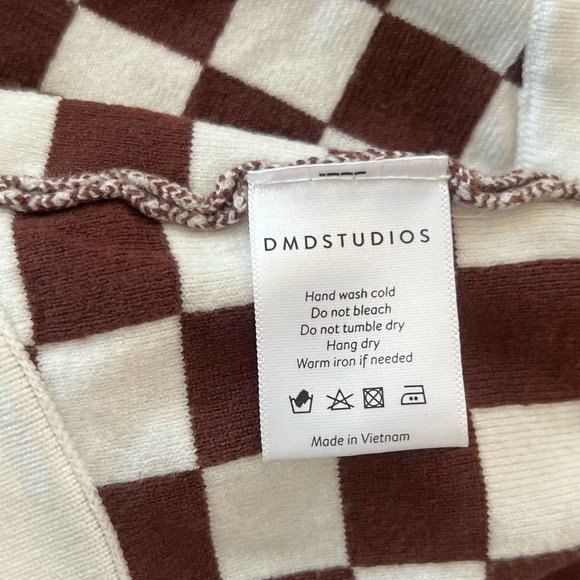 DMDSTUDIOS
Hand wash cold
Do not bleach
Do not tumble dry
Hang dry
Warm iron if needed
Made in Vietnam